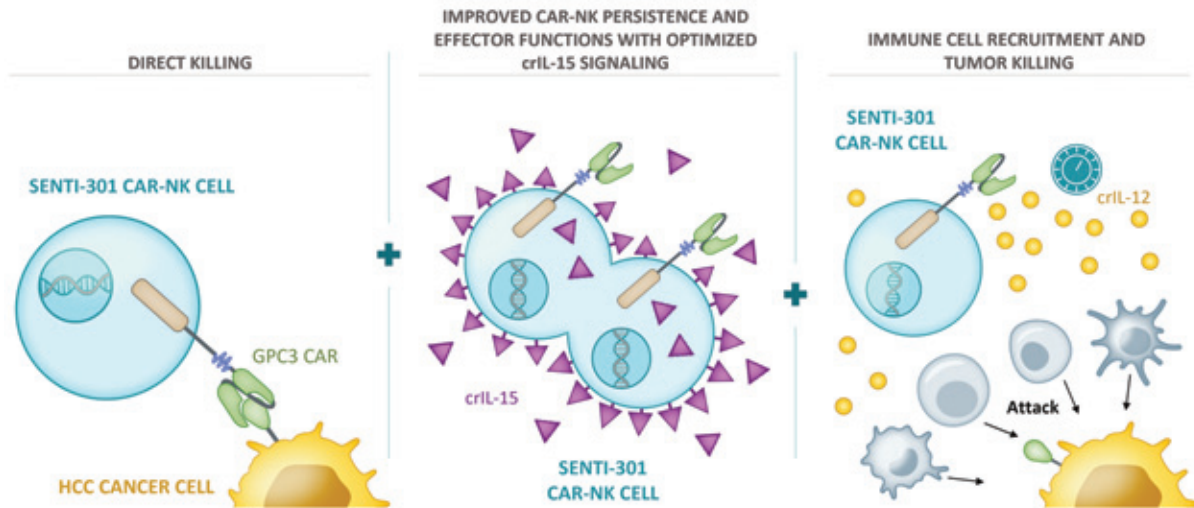 DIRECT KILLING
SENTI-301 CAR-NK CELL
GPC3 CAR
HCC CANCER CELL
IMPROVED CAR-NK PERSISTENCE AND
EFFECTOR FUNCTIONS WITH OPTIMIZED
crIL-15 SIGNALING
crIL-15
SENTI-301
CAR-NK CELL
IMMUNE CELL RECRUITMENT AND
TUMOR KILLING
SENTI-301
CAR-NK CELL
crIL-12
Attack